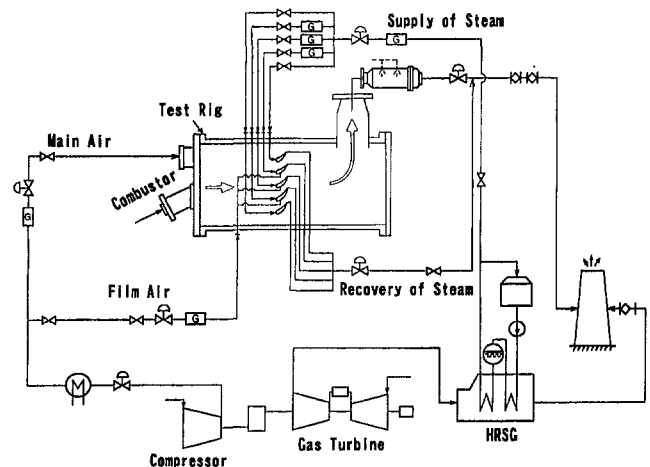 Supply of Steam
G
G
G
G
Test Rig
Main Air
Combustor
G
Film Air
G
Recovery of Steam
M
Gas Turbine
HRSG
Compressor